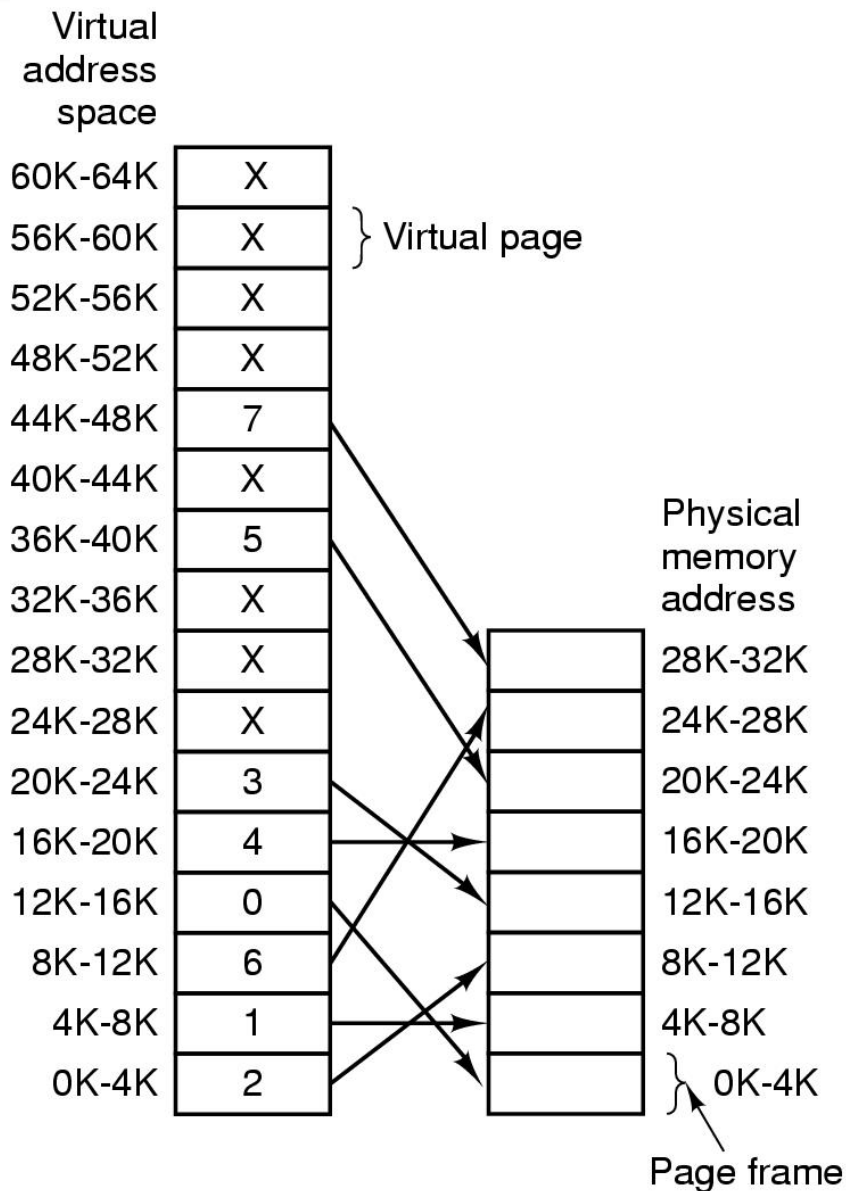 Virtual
address
space
60K-64K X
56K-60K X Virtual page
52K-56K X
48K-52K X
44K-48K 7
40K-44K X
36K-40K 5
32K-36K X
28K-32K X
24K-28K X
20K-24K 3
16K-20K 4
12K-16K 0
8K-12K 6
4K-8K 1
0K-4K 2
Physical
memory
address
28K-32K
24K-28K
20K-24K
16K-20K
12K-16K
8K-12K
4K-8K
0K-4K
Page frame